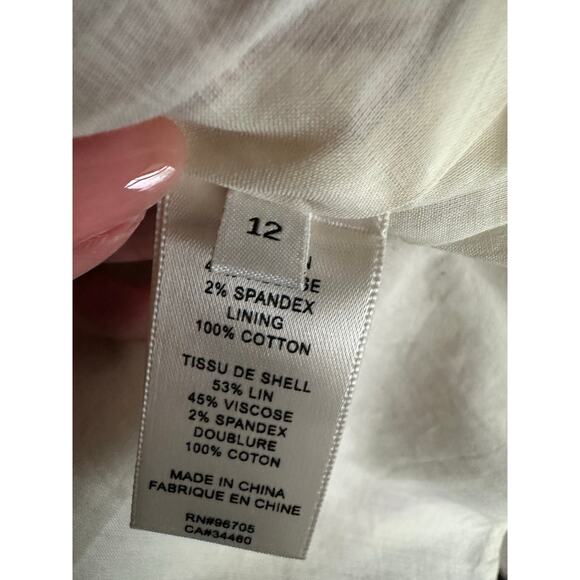 12
2% SPANDEX
LINING
100% COTTON
TISSU DE SHELL
53% LIN
45% VISCOSE
2% SPANDEX
DOUBLURE
100% COTON
MADE IN CHINA
FABRIQUE EN CHINE
RN#96705
CA#34460